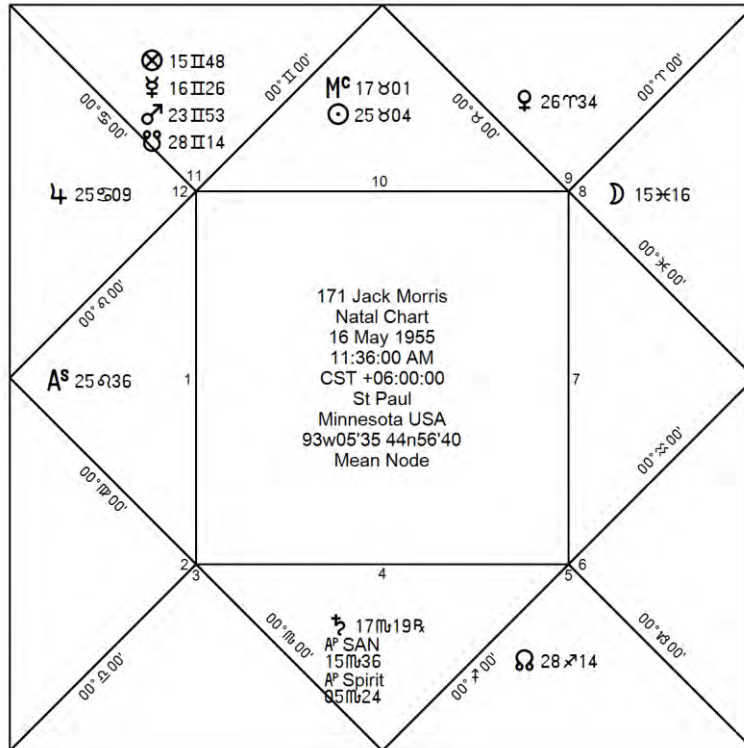 ⊗ 15♊48
☿ 16♊26
♂ 23♊53
☋ 28♊14
00°♋00'
00°♊00'
Mc 17♉01
☉ 25♉04
00°♉00'
♀ 26♈34
00°♈00'
11
12
10
9
8
♃ 25♋09
☽ 15♓16
00°♓00'
00°♌00'
171 Jack Morris
Natal Chart
16 May 1955
11:36:00 AM
CST +06:00:00
St Paul
Minnesota USA
93w05'35 44n56'40
Mean Node
As 25♌36
1
7
00°♒00'
00°♍00'
2
3
4
6
5
00°♎00'
00°♏00'
♄ 17♏19℞
AP SAN
15♏36
AP Spirit
05♏24
00°♐00'
☊ 28♐14
00°♑00'